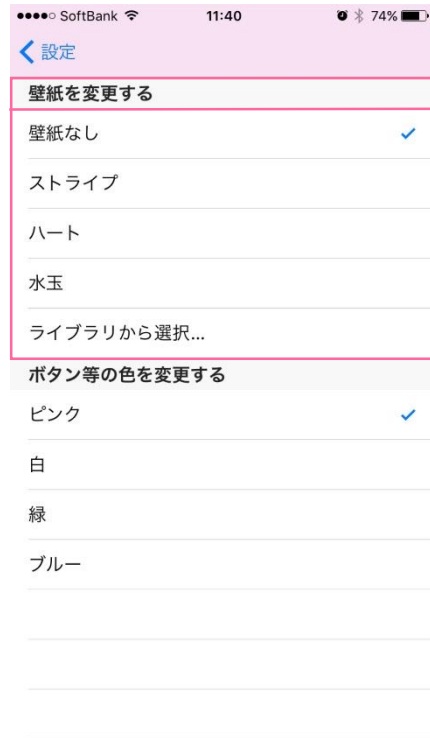 SoftBank 11:40 74%
設定
壁紙を変更する
壁紙なし
ストライプ
ハート
水玉
ライブラリから選択...
ボタン等の色を変更する
ピンク
白
緑
ブルー